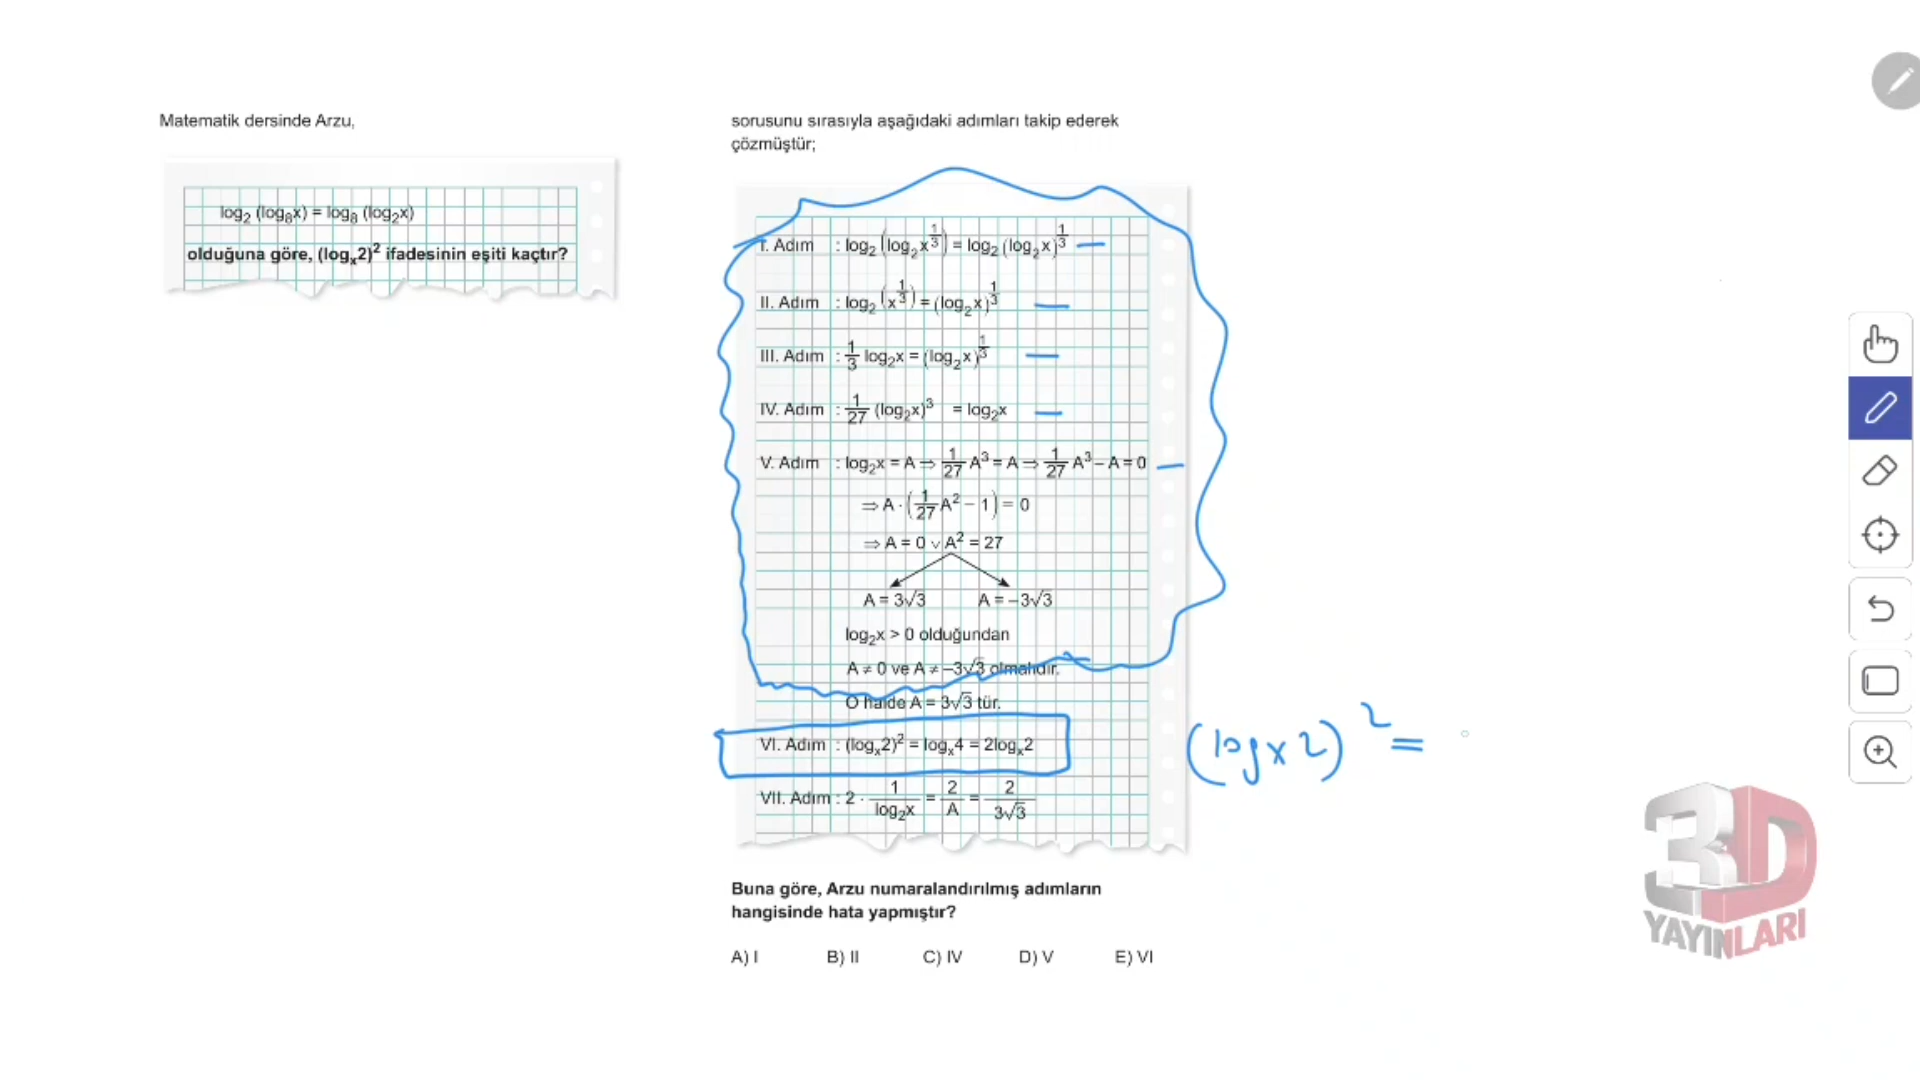 Matematik dersinde Arzu,
log₂ (log₈x) = log₈ (log₂x)
olduğuna göre, (logₓ2)² ifadesinin eşiti kaçtır?
sorusunu sırasıyla aşağıdaki adımları takip ederek
çözmüştür;
I. Adım : log₂ (log₂x^(1/3)) = log₂ (log₂x)^(1/3)
II. Adım : log₂ (x^(1/3)) = (log₂x)^(1/3)
III. Adım : 1/3 log₂x = (log₂x)^(1/3)
IV. Adım : 1/27 (log₂x)³ = log₂x
V. Adım : log₂x = A ⇒ 1/27 A³ = A ⇒ 1/27 A³ – A = 0
⇒ A · (1/27 A² – 1) = 0
⇒ A = 0 ∨ A² = 27
A = 3√3 A = –3√3
log₂x > 0 olduğundan
A ≠ 0 ve A ≠ –3√3 olmalıdır.
O halde A = 3√3 tür.
VI. Adım : (logₓ2)² = logₓ4 = 2logₓ2
(logx2)² =
VII. Adım : 2 · 1/log₂x = 2/A = 2/3√3
Buna göre, Arzu numaralandırılmış adımların
hangisinde hata yapmıştır?
A) I B) II C) IV D) V E) VI
3D
YAYINLARI